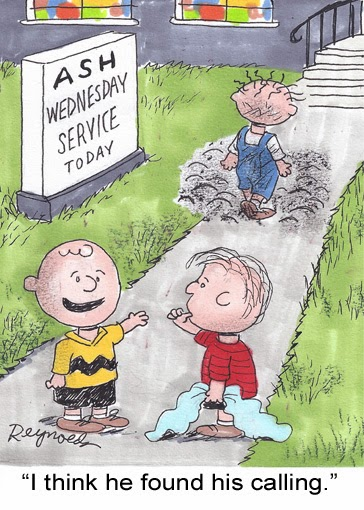 ASH
WEDNESDAY
SERVICE
TODAY
Reynolds
“I think he found his calling.”